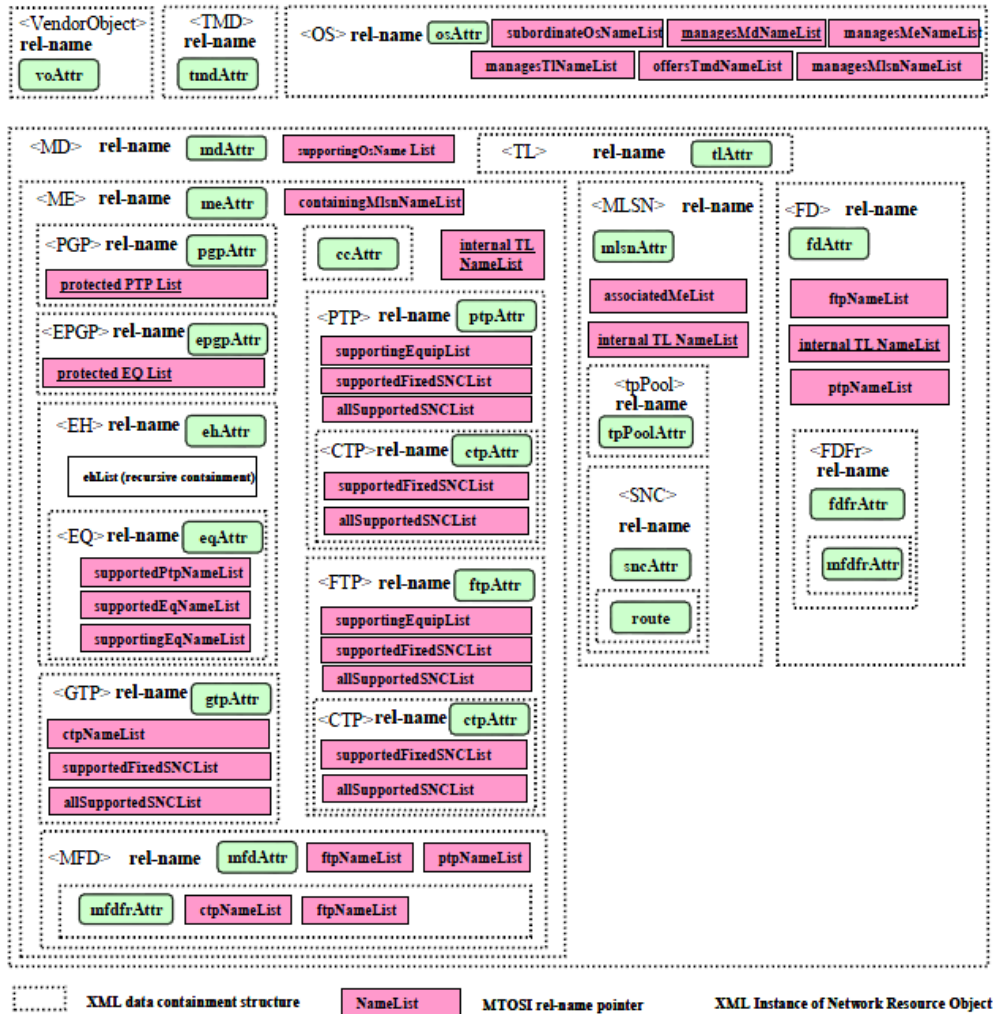 <VendorObject>
rel-name
voAttr
<TMD>
rel-name
tmdAttr
<OS> rel-name osAttr subordinateOsNameList managesMdNameList managesMeNameList
managesTlNameList offersTmdNameList managesMlsnNameList
<MD> rel-name mdAttr supportingOsName List
<TL> rel-name tlAttr
<ME> rel-name meAttr containingMlsnNameList
<PGP> rel-name pgpAttr
protected PTP List
<EPGP> rel-name epgpAttr
protected EQ List
<EH> rel-name ehAttr
ehList (recursive containment)
<EQ> rel-name eqAttr
supportedPtpNameList
supportedEqNameList
supportingEqNameList
<GTP> rel-name gtpAttr
ctpNameList
supportedFixedSNCList
allSupportedSNCList
ccAttr
internal TL
NameList
<PTP> rel-name ptpAttr
supportingEquipList
supportedFixedSNCList
allSupportedSNCList
<CTP> rel-name ctpAttr
supportedFixedSNCList
allSupportedSNCList
<FTP> rel-name ftpAttr
supportingEquipList
supportedFixedSNCList
allSupportedSNCList
<CTP> rel-name ctpAttr
supportedFixedSNCList
allSupportedSNCList
<MFD> rel-name mfdAttr ftpNameList ptpNameList
mfdfrAttr ctpNameList ftpNameList
<MLSN> rel-name
mlsnAttr
associatedMeList
internal TL NameList
<tpPool>
rel-name
tpPoolAttr
<SNC>
rel-name
sncAttr
route
<FD> rel-name
fdAttr
ftpNameList
internal TL NameList
ptpNameList
<FDFr>
rel-name
fdfrAttr
mfdfrAttr
XML data containment structure
NameList MTOSI rel-name pointer
XML Instance of Network Resource Object